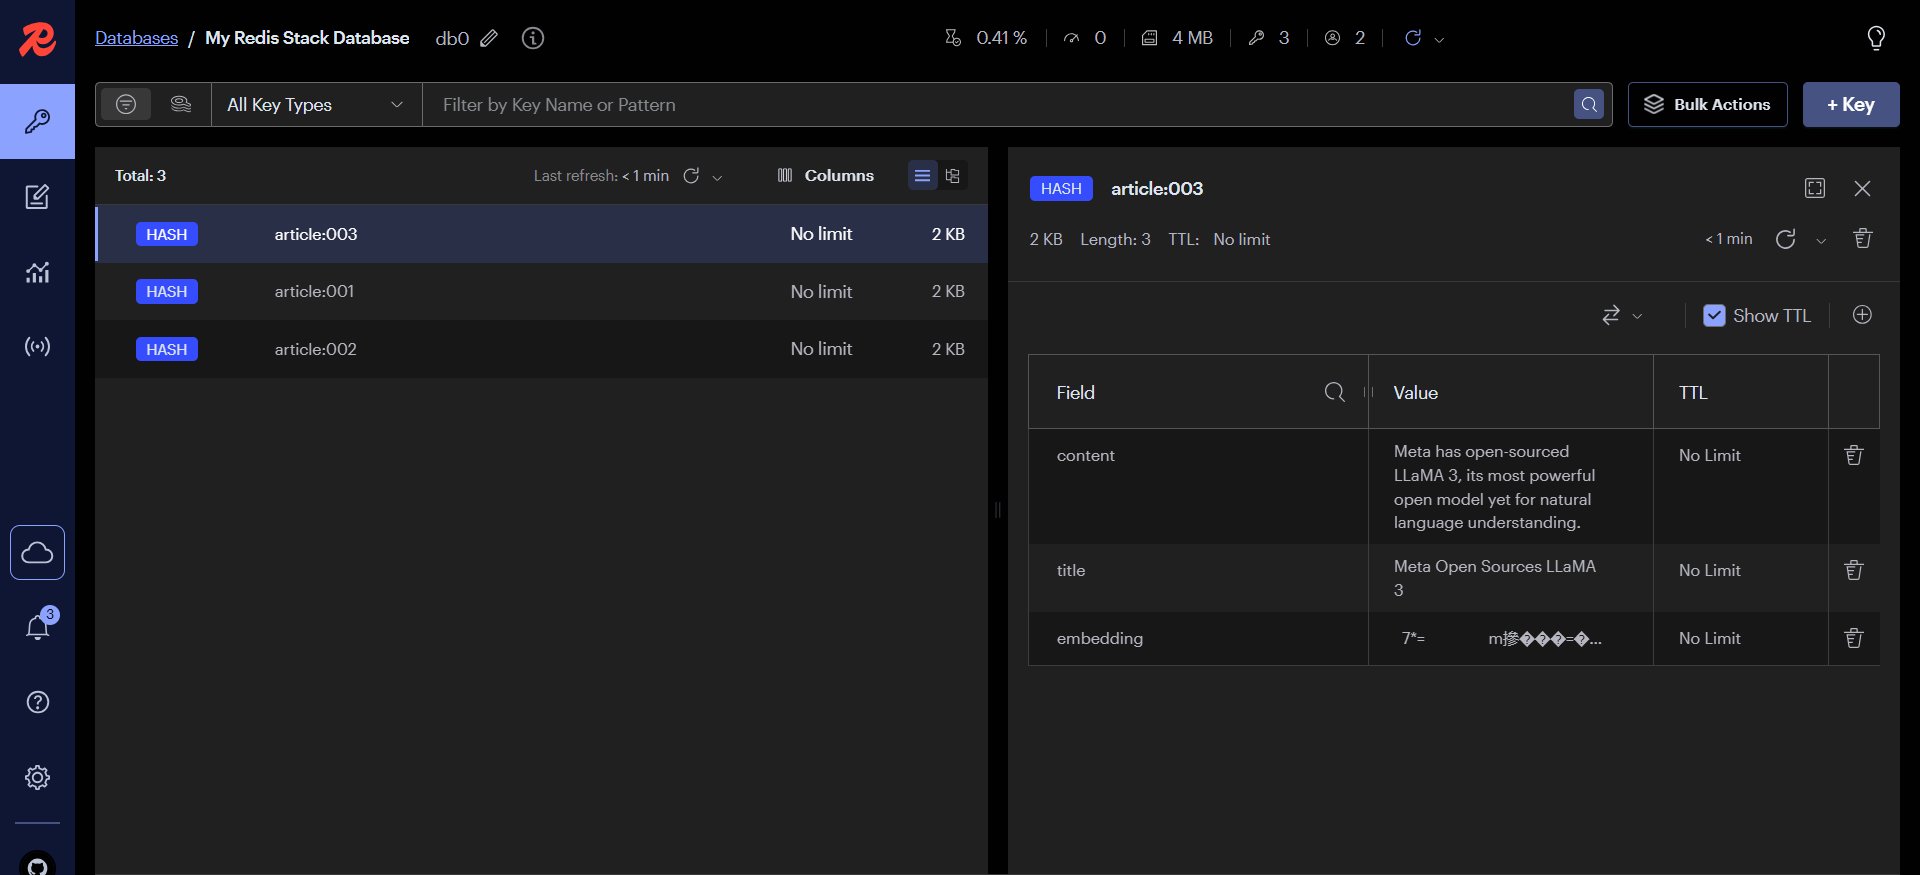 Databases / My Redis Stack Database db0
0.41 % 0 4 MB 3 2
All Key Types Filter by Key Name or Pattern Bulk Actions + Key
Total: 3 Last refresh: < 1 min Columns
HASH article:003 No limit 2 KB
HASH article:001 No limit 2 KB
HASH article:002 No limit 2 KB
HASH article:003
2 KB Length: 3 TTL: No limit < 1 min
Show TTL
Field Value TTL
content Meta has open-sourced No Limit
LLaMA 3, its most powerful
open model yet for natural
language understanding.
title Meta Open Sources LLaMA No Limit
3
embedding 7*= m摻���=�... No Limit
3